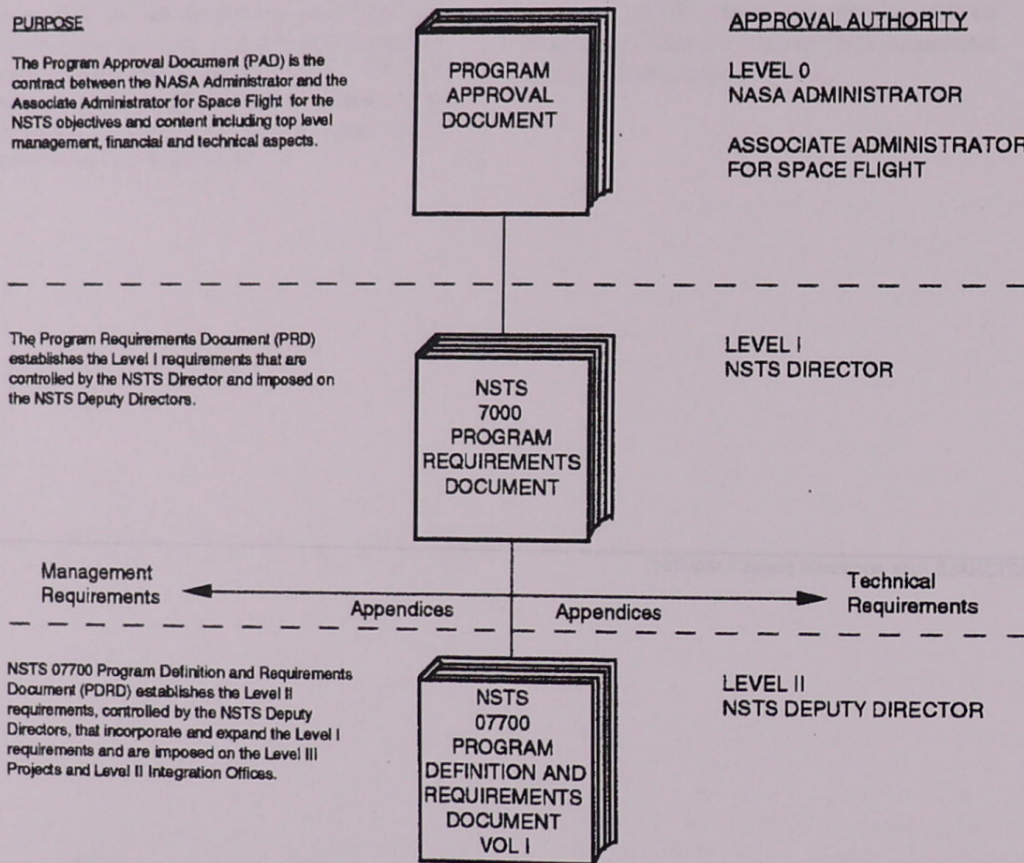 PURPOSE
The Program Approval Document (PAD) is the
contract between the NASA Administrator and the
Associate Administrator for Space Flight for the
NSTS objectives and content including top level
management, financial and technical aspects.
PROGRAM
APPROVAL
DOCUMENT
APPROVAL AUTHORITY
LEVEL 0
NASA ADMINISTRATOR
ASSOCIATE ADMINISTRATOR
FOR SPACE FLIGHT
The Program Requirements Document (PRD)
establishes the Level I requirements that are
controlled by the NSTS Director and imposed on
the NSTS Deputy Directors.
NSTS
7000
PROGRAM
REQUIREMENTS
DOCUMENT
LEVEL I
NSTS DIRECTOR
Management
Requirements
Appendices
Appendices
Technical
Requirements
NSTS 07700 Program Definition and Requirements
Document (PDRD) establishes the Level II
requirements, controlled by the NSTS Deputy
Directors, that incorporate and expand the Level I
requirements and are imposed on the Level III
Projects and Level II Integration Offices.
NSTS
07700
PROGRAM
DEFINITION AND
REQUIREMENTS
DOCUMENT
VOL I
LEVEL II
NSTS DEPUTY DIRECTOR